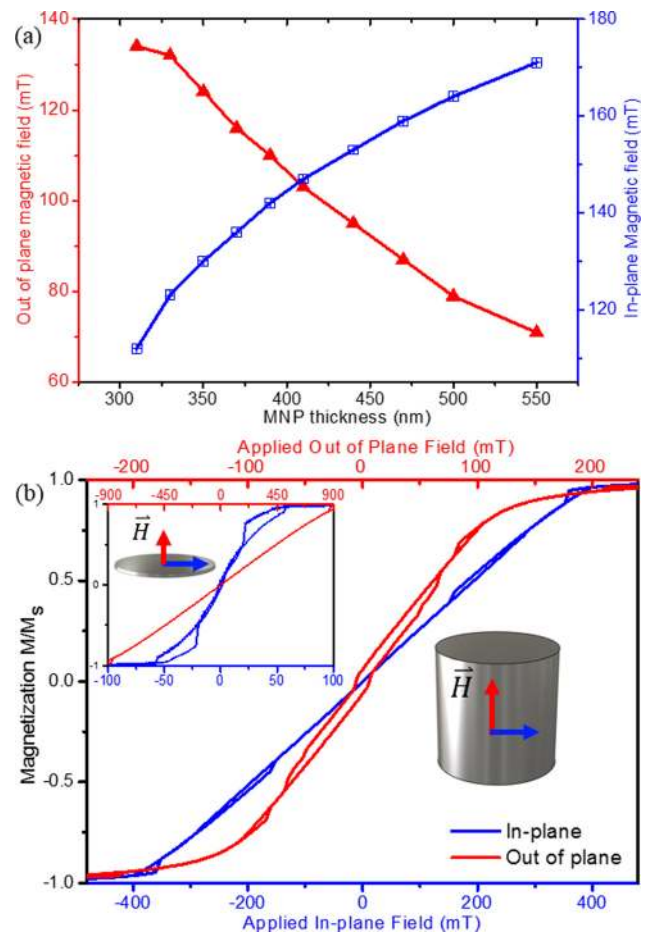 (a)
140
120
100
80
60
Out of plane magnetic field (mT)
180
160
140
120
In-plane Magnetic field (mT)
300 350 400 450 500 550
MNP thickness (nm)
Applied Out of Plane Field (mT)
-200 -100 0 100 200
(b)
1.0
0.5
0.0
-0.5
-1.0
Magnetization M/Ms
-900 -450 0 450 900
1
0
-1
H
-100 -50 0 50 100
H
In-plane
Out of plane
-400 -200 0 200 400
Applied In-plane Field (mT)